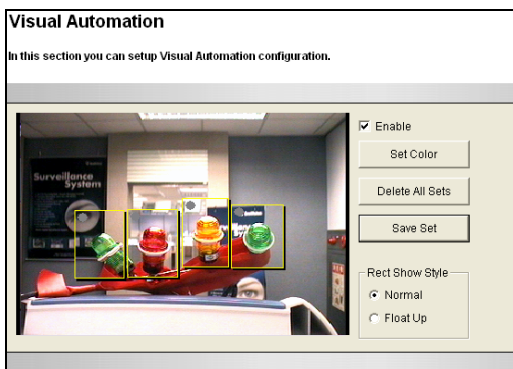 Visual Automation
In this section you can setup Visual Automation configuration.
Enable
Set Color
Delete All Sets
Save Set
Rect Show Style
Normal
Float Up
Surveillance
System